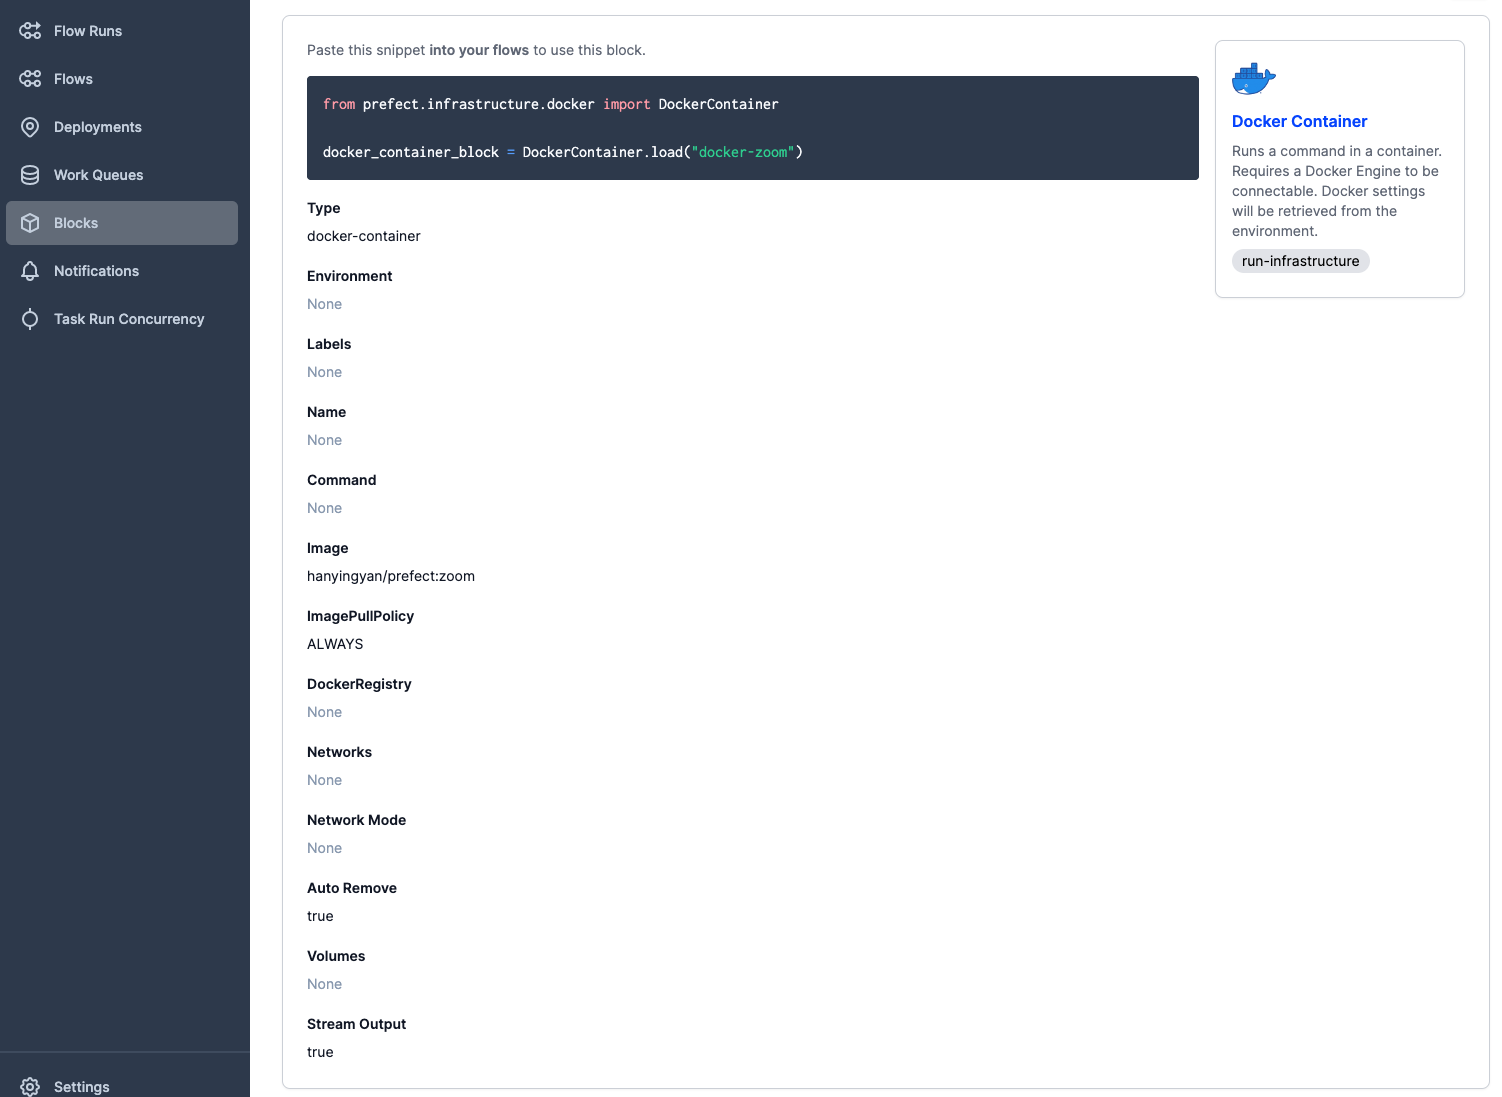 Flow Runs
Flows
Deployments
Work Queues
Blocks
Notifications
Task Run Concurrency
Settings
Paste this snippet into your flows to use this block.
from prefect.infrastructure.docker import DockerContainer
docker_container_block = DockerContainer.load("docker-zoom")
Type
docker-container
Environment
None
Labels
None
Name
None
Command
None
Image
hanyingyan/prefect:zoom
ImagePullPolicy
ALWAYS
DockerRegistry
None
Networks
None
Network Mode
None
Auto Remove
true
Volumes
None
Stream Output
true
Docker Container
Runs a command in a container.
Requires a Docker Engine to be
connectable. Docker settings
will be retrieved from the
environment.
run-infrastructure